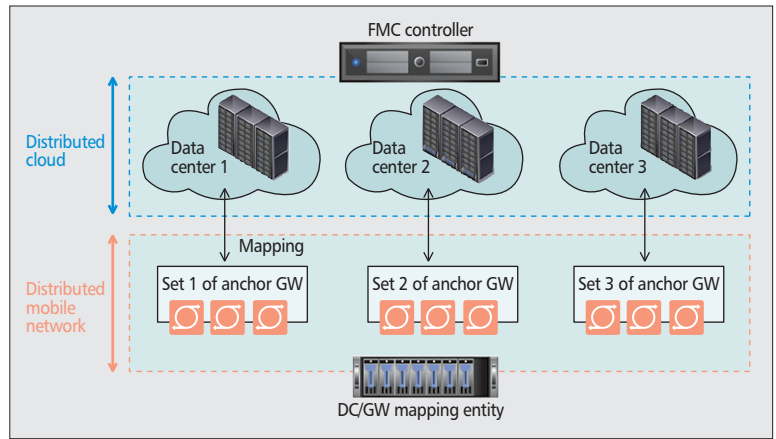 FMC controller
Distributed
cloud
Data
center 1
Data
center 2
Data
center 3
Mapping
Distributed
mobile
network
Set 1 of anchor GW
Set 2 of anchor GW
Set 3 of anchor GW
DC/GW mapping entity